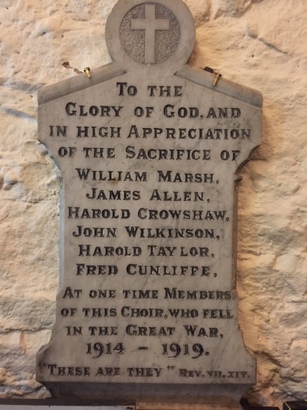 TO THE
GLORY OF GOD, AND
IN HIGH APPRECIATION
OF THE SACRIFICE OF
WILLIAM MARSH,
JAMES ALLEN,
HAROLD CROWSHAW,
JOHN WILKINSON,
HAROLD TAYLOR,
FRED CUNLIFFE,
AT ONE TIME MEMBERS
OF THIS CHOIR, WHO FELL
IN THE GREAT WAR,
1914 – 1919.
"THESE ARE THEY" REV. VII. XIV.